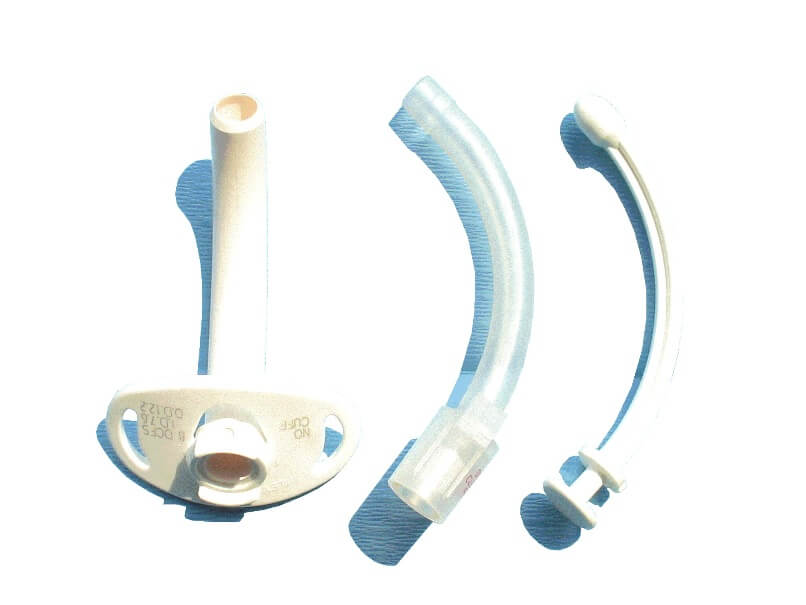 8 DCFS
I.D. 7.6
O.D. 12.2
NO
CUFF